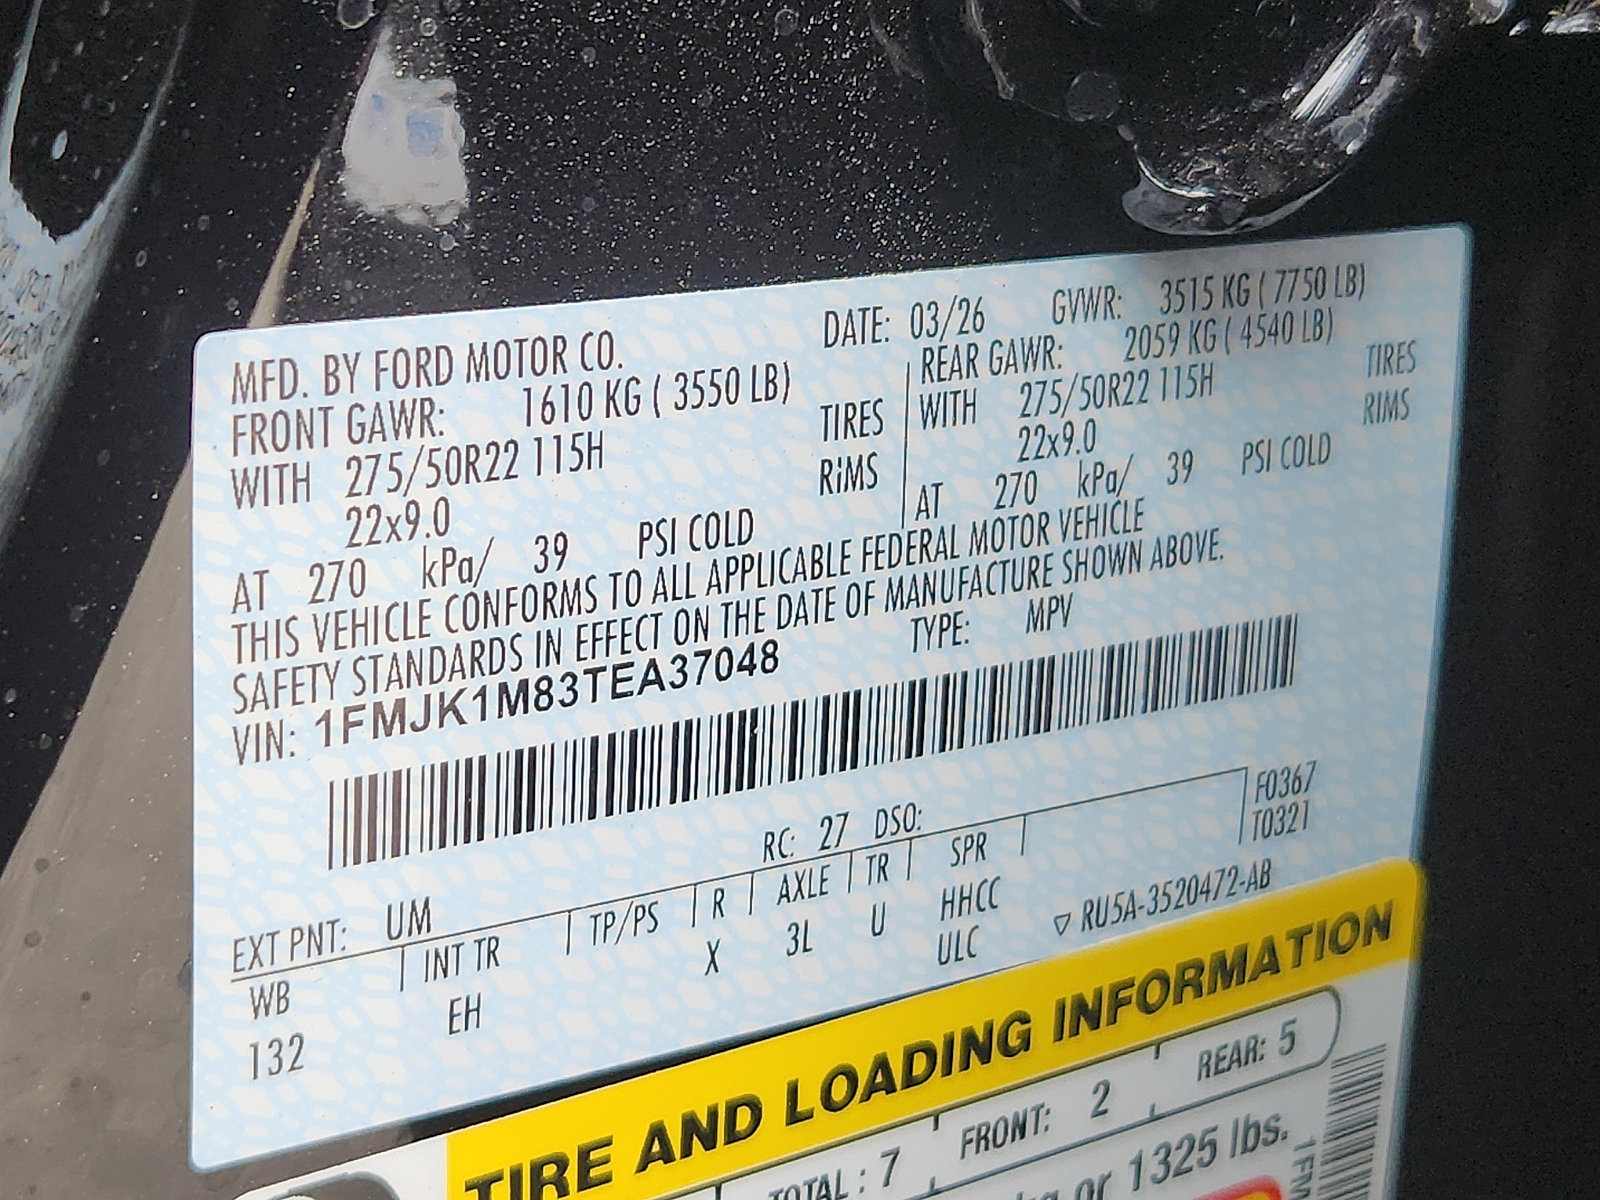 MFD. BY FORD MOTOR CO.
DATE: 03/26 GVWR: 3515 KG ( 7750 LB)
FRONT GAWR: 1610 KG ( 3550 LB)
WITH 275/50R22 115H TIRES
22x9.0 RiMS
AT 270 kPa/ 39 PSI COLD
REAR GAWR: 2059 KG ( 4540 LB)
WITH 275/50R22 115H TIRES
22x9.0 RIMS
AT 270 kPa/ 39 PSI COLD
THIS VEHICLE CONFORMS TO ALL APPLICABLE FEDERAL MOTOR VEHICLE
SAFETY STANDARDS IN EFFECT ON THE DATE OF MANUFACTURE SHOWN ABOVE.
VIN: 1FMJK1M83TEA37048 TYPE: MPV
F0367
EXT PNT: UM RC: 27 DSO: T0321
WB INT TR TP/PS R AXLE TR SPR
132 EH X 3L U HHCC
ULC ▽ RU5A-3520472-AB
TIRE AND LOADING INFORMATION
TOTAL : 7 FRONT: 2 REAR: 5
or 1325 lbs.
1FM